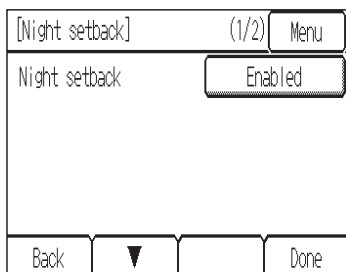 [Night setback] (1/2) Menu
Night setback Enabled
Back ▼ Done